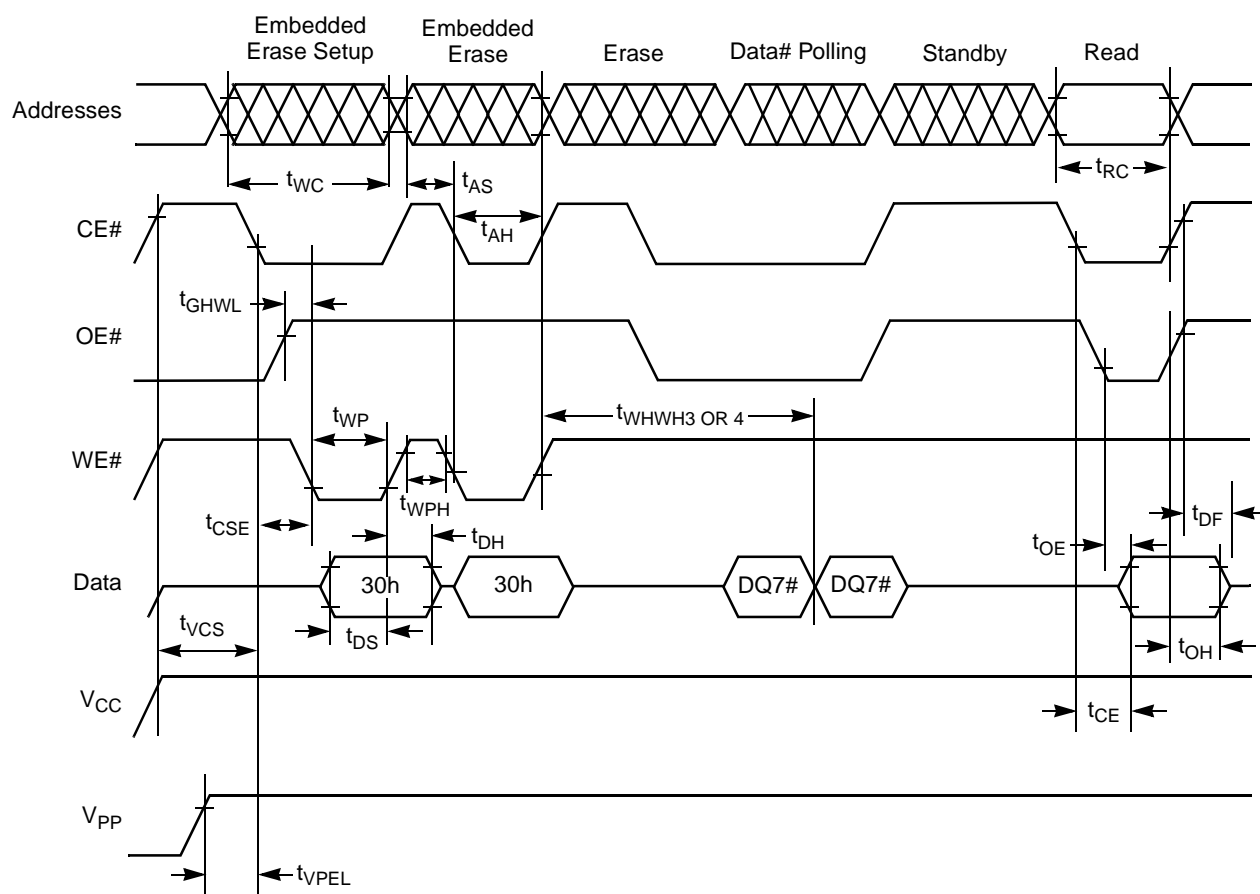 Embedded
Erase Setup
Embedded
Erase
Erase
Data# Polling
Standby
Read
Addresses
tWC
tAS
tRC
CE#
tAH
tGHWL
OE#
tWP
tWHWH3 OR 4
WE#
tWPH
tCSE
tDH
tDF
tOE
Data
30h
30h
DQ7#
DQ7#
tVCS
tDS
tOH
VCC
tCE
VPP
tVPEL